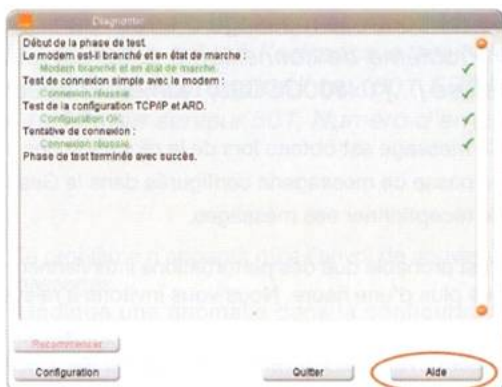 Diagnostic
Début de la phase de test.
Le modem est-il branché et en état de marche :
Modem branché et en état de marche.
Test de connexion simple avec le modem :
Connexion réussie.
Test de la configuration TCP/IP et ARD.
Configuration OK.
Tentative de connexion :
Connexion réussie.
Phase de test terminée avec succès.
Recommencer
Configuration
Quitter
Aide